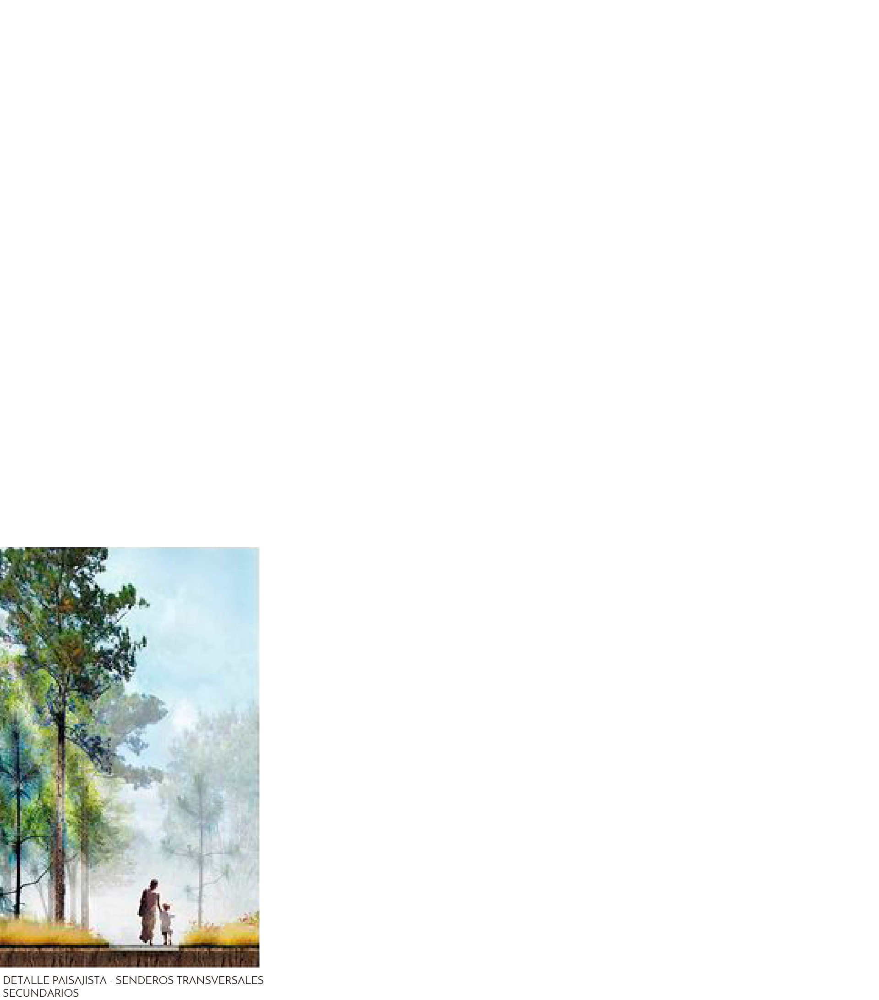 DETALLE PAISAJISTA - SENDEROS TRANSVERSALES
SECUNDARIOS